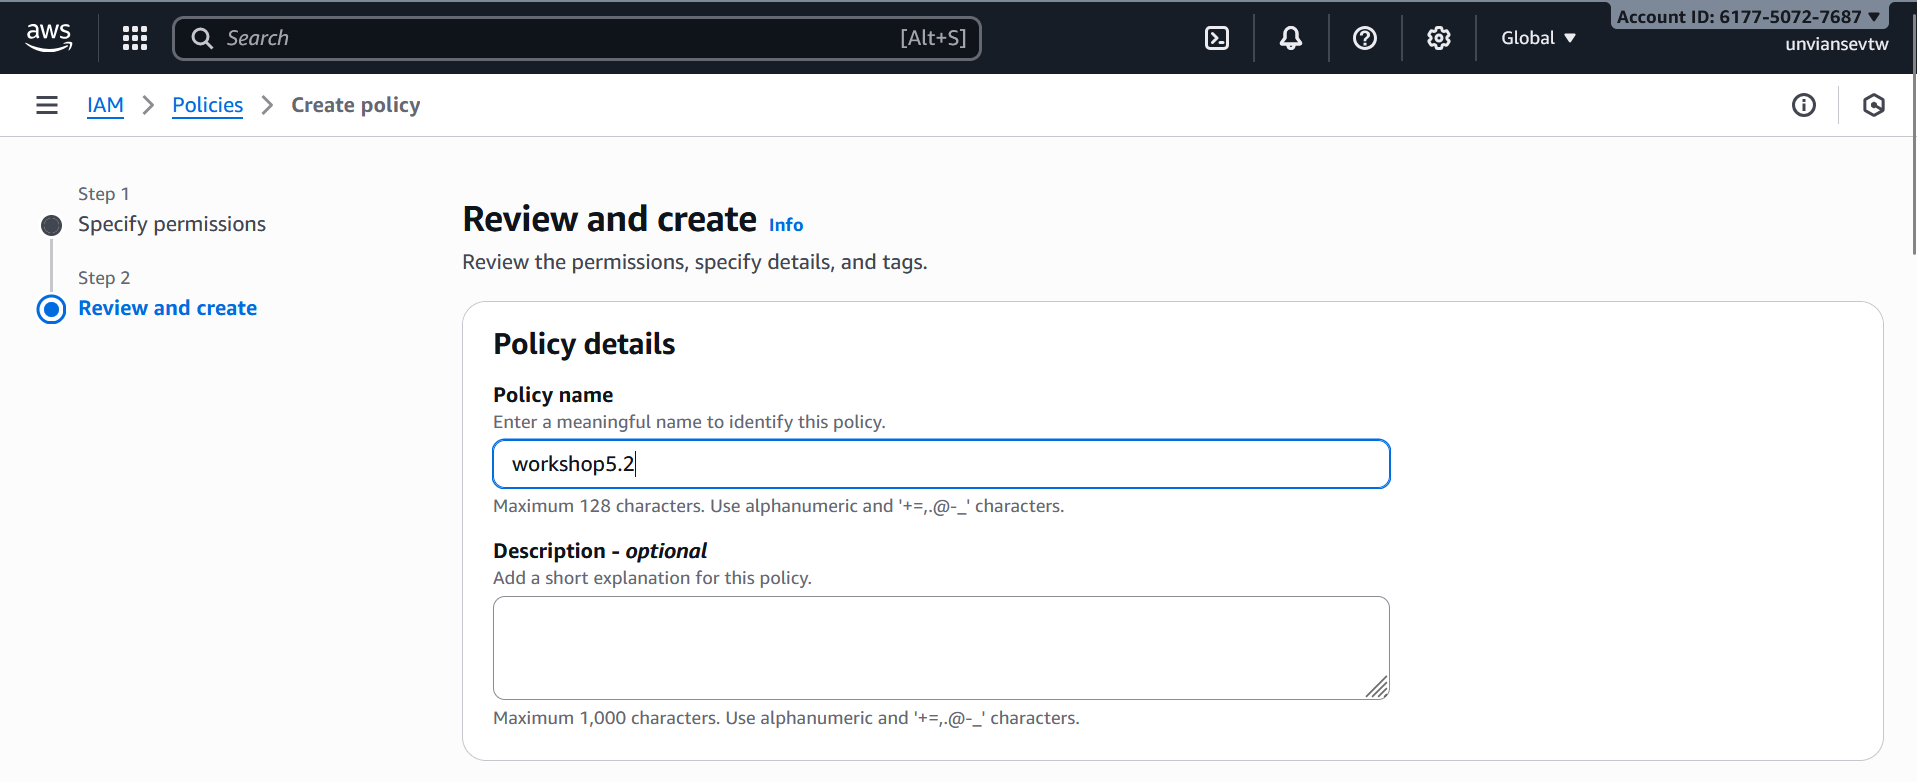 aws
Search
[Alt+S]
Global
Account ID: 6177-5072-7687
unviansevtw
IAM
Policies
Create policy
Step 1
Specify permissions
Step 2
Review and create
Review and create Info
Review the permissions, specify details, and tags.
Policy details
Policy name
Enter a meaningful name to identify this policy.
workshop5.2
Maximum 128 characters. Use alphanumeric and '+=,.@-_' characters.
Description - optional
Add a short explanation for this policy.
Maximum 1,000 characters. Use alphanumeric and '+=,.@-_' characters.